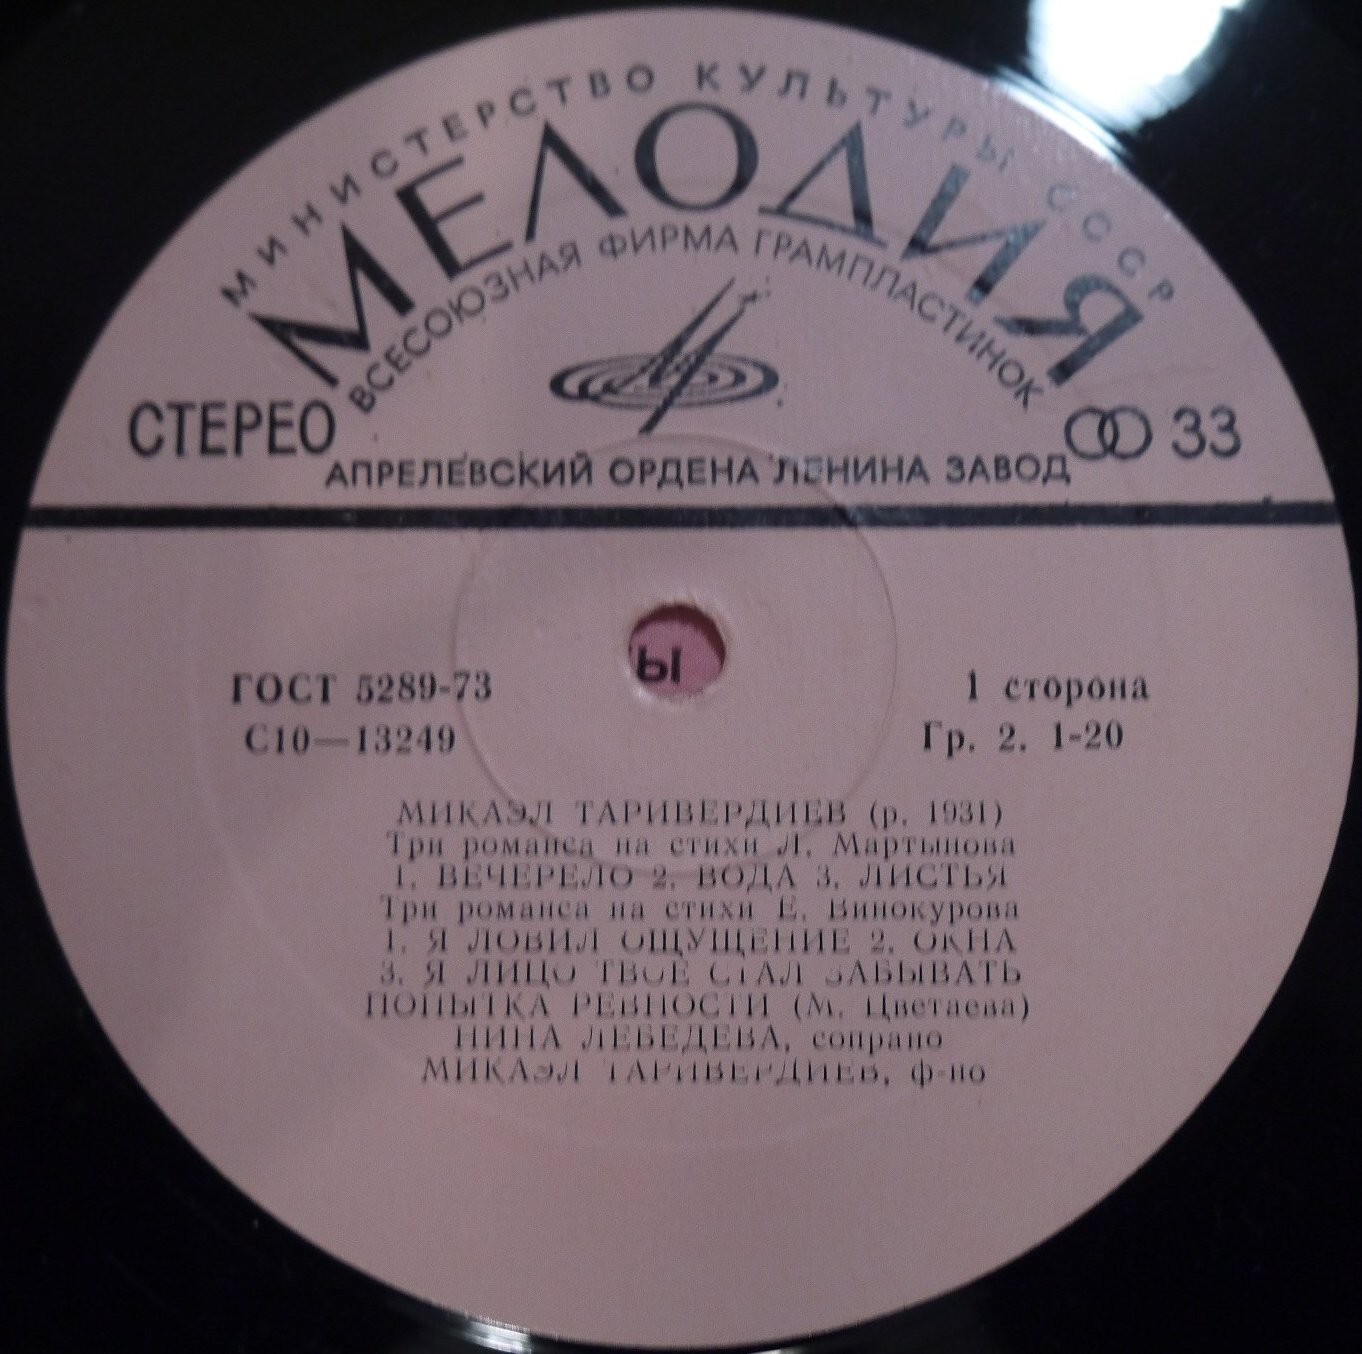 МИНИСТЕРСТВО КУЛЬТУРЫ СССР
МЕЛОДИЯ
ВСЕСОЮЗНАЯ ФИРМА ГРАМПЛАСТИНОК
СТЕРЕО
33
АПРЕЛЕВСКИЙ ОРДЕНА ЛЕНИНА ЗАВОД
Ы
ГОСТ 5289-73
1 сторона
С10—13249
Гр. 2. 1-20
МИКАЭЛ ТАРИВЕРДИЕВ (р. 1931)
Три романса на стихи Л. Мартынова
1. ВЕЧЕРЕЛО 2. ВОДА 3. ЛИСТЬЯ
Три романса на стихи Е. Винокурова
1. Я ЛОВИЛ ОЩУЩЕНИЕ 2. ОКНА
3. Я ЛИЦО ТВОЕ СТАЛ ЗАБЫВАТЬ
ПОПЫТКА РЕВНОСТИ (М. Цветаева)
НИНА ЛЕБЕДЕВА, сопрано
МИКАЭЛ ТАРИВЕРДИЕВ, ф-но